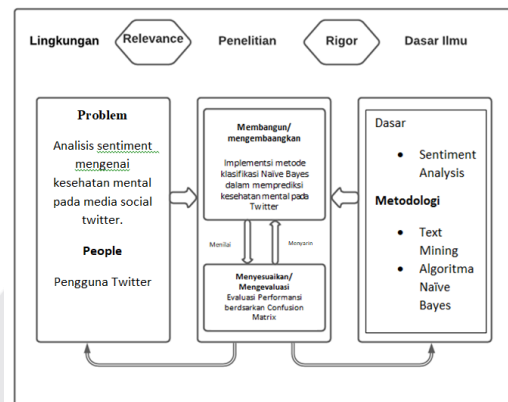 Lingkungan
Relevance
Penelitian
Rigor
Dasar Ilmu
Problem
Analisis sentiment
mengenai
kesehatan mental
pada media social
twitter.
People
Pengguna Twitter
Membangun/
mengembaangkan
Implementsi metode
klasifikasi Naïve Bayes
dalam memprediksi
kesehatan mental pada
Twitter
Menilai
Menyarin
Menyesuaikan/
Mengevaluasi
Evaluasi Performansi
berdsarkan Confusion
Matrix
Dasar
• Sentiment
Analysis
Metodologi
• Text
Mining
• Algoritma
Naïve
Bayes